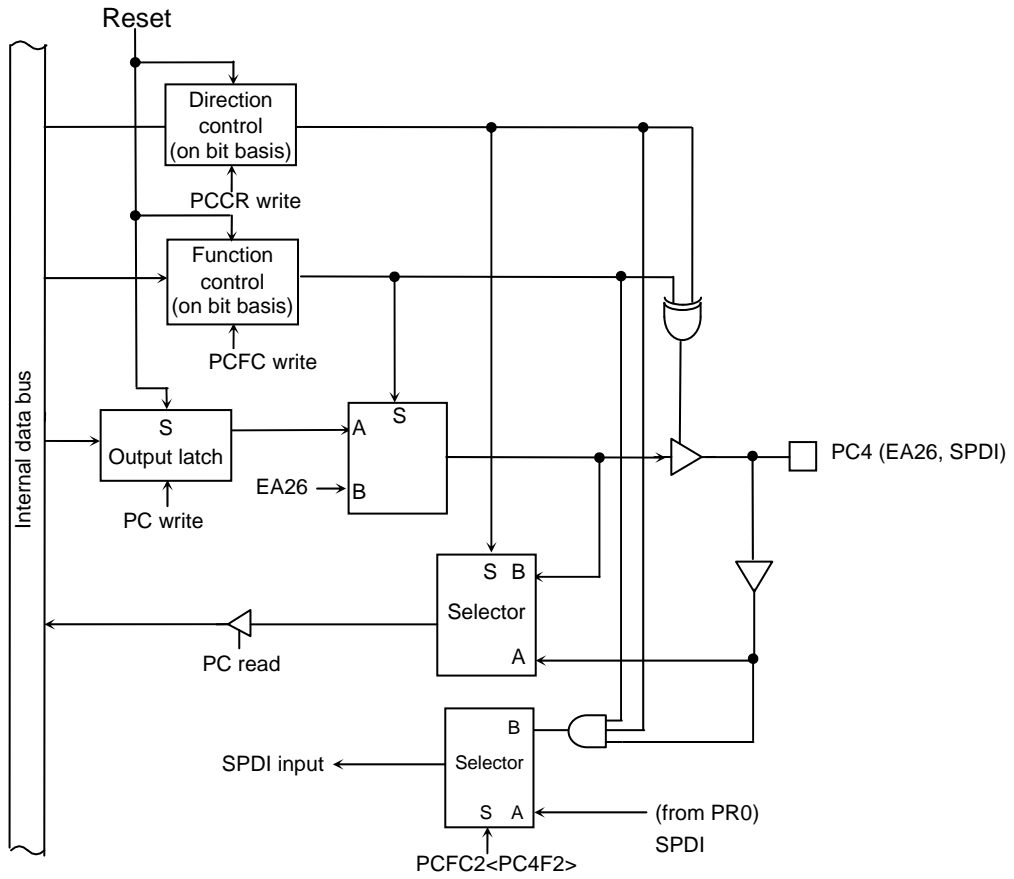 Reset
Direction
control
(on bit basis)
PCCR write
Function
control
(on bit basis)
PCFC write
Internal data bus
S
Output latch
PC write
S
A
EA26
B
PC4 (EA26, SPDI)
S B
Selector
A
PC read
B
Selector
S A
SPDI input
(from PR0)
SPDI
PCFC2<PC4F2>